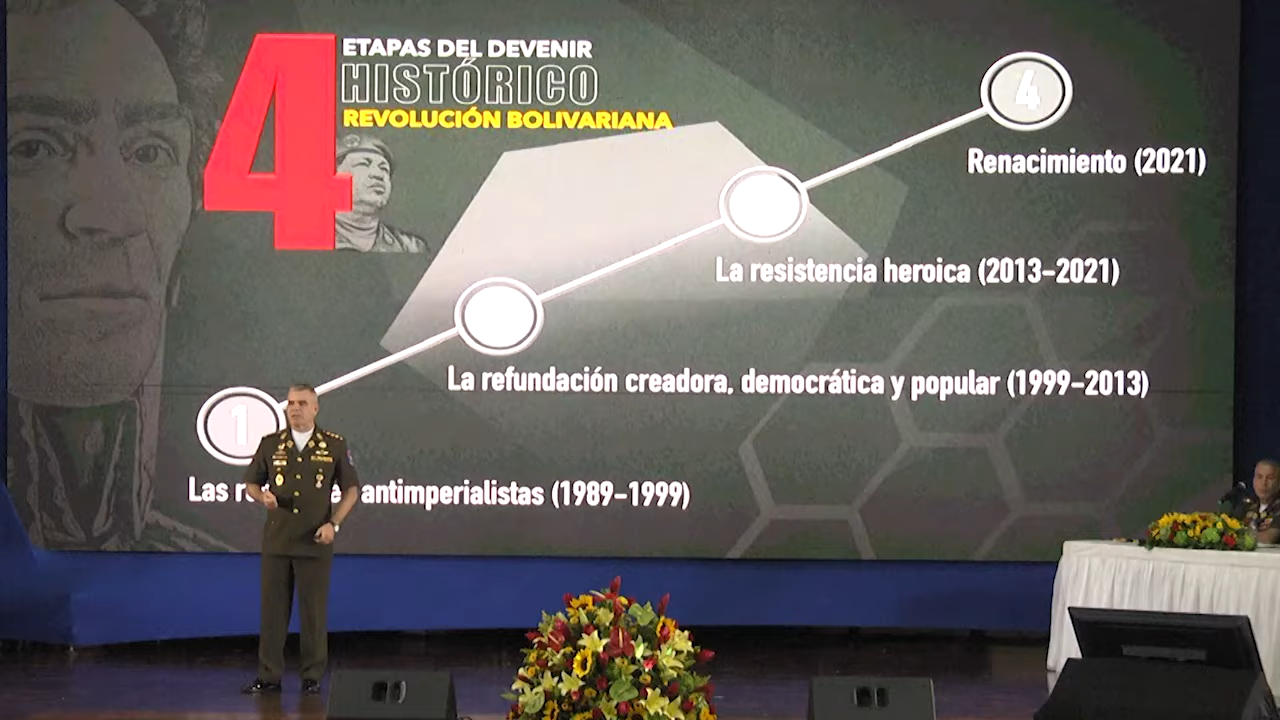 4
ETAPAS DEL DEVENIR
HISTÓRICO
REVOLUCIÓN BOLIVARIANA
4
Renacimiento (2021)
La resistencia heroica (2013-2021)
La refundación creadora, democrática y popular (1999-2013)
1
Las antimperialistas (1989-1999)